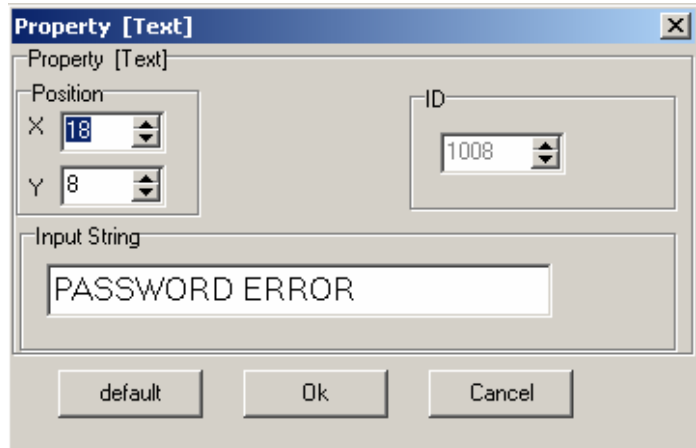 Property [Text]
Property [Text]
Position
ID
X 18
1008
Y 8
Input String
PASSWORD ERROR
default Ok Cancel